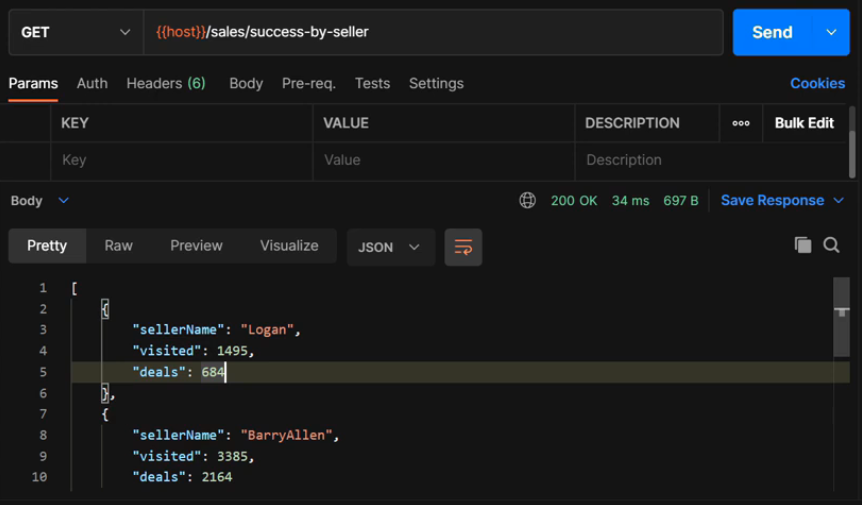 GET {{host}}/sales/success-by-seller Send
Params Auth Headers (6) Body Pre-req. Tests Settings Cookies
KEY VALUE DESCRIPTION ooo Bulk Edit
Key Value Description
Body 200 OK 34 ms 697 B Save Response
Pretty Raw Preview Visualize JSON
1 [
2 {
3 "sellerName": "Logan",
4 "visited": 1495,
5 "deals": 684
6 },
7 {
8 "sellerName": "BarryAllen",
9 "visited": 3385,
10 "deals": 2164